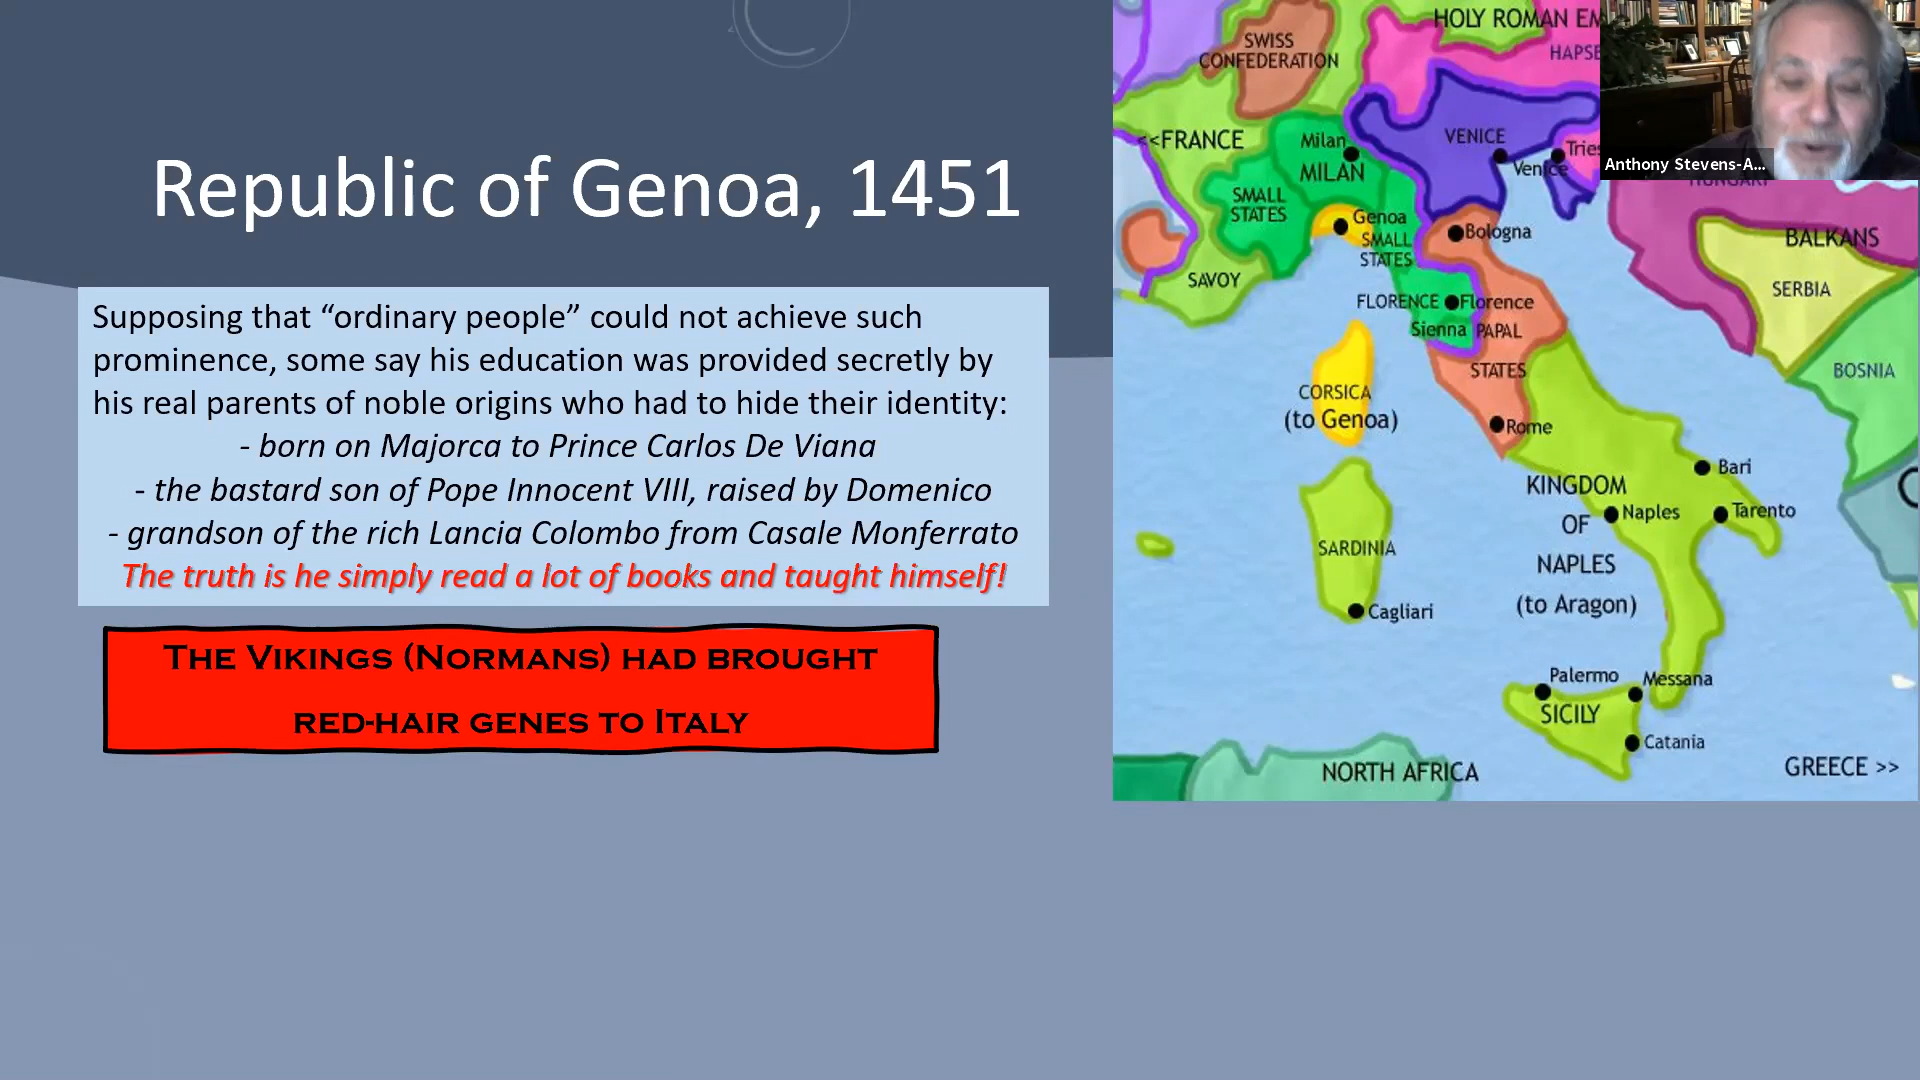 Republic of Genoa, 1451
Supposing that “ordinary people” could not achieve such
prominence, some say his education was provided secretly by
his real parents of noble origins who had to hide their identity:
- born on Majorca to Prince Carlos De Viana
- the bastard son of Pope Innocent VIII, raised by Domenico
- grandson of the rich Lancia Colombo from Casale Monferrato
The truth is he simply read a lot of books and taught himself!
THE VIKINGS (NORMANS) HAD BROUGHT
RED-HAIR GENES TO ITALY
HOLY ROMAN EM
HAPSB
SWISS
CONFEDERATION
<<FRANCE
Milan
MILAN
VENICE
Venice
Tries
SMALL
STATES
Genoa
SMALL
STATES
Bologna
SAVOY
FLORENCE
Florence
Sienna
PAPAL
STATES
HUNGARY
BALKANS
SERBIA
BOSNIA
CORSICA
(to Genoa)
Rome
Bari
KINGDOM
OF
NAPLES
(to Aragon)
Naples
Tarento
SARDINIA
Cagliari
Palermo
Messana
SICILY
Catania
NORTH AFRICA
GREECE >>
O
Anthony Stevens-A...